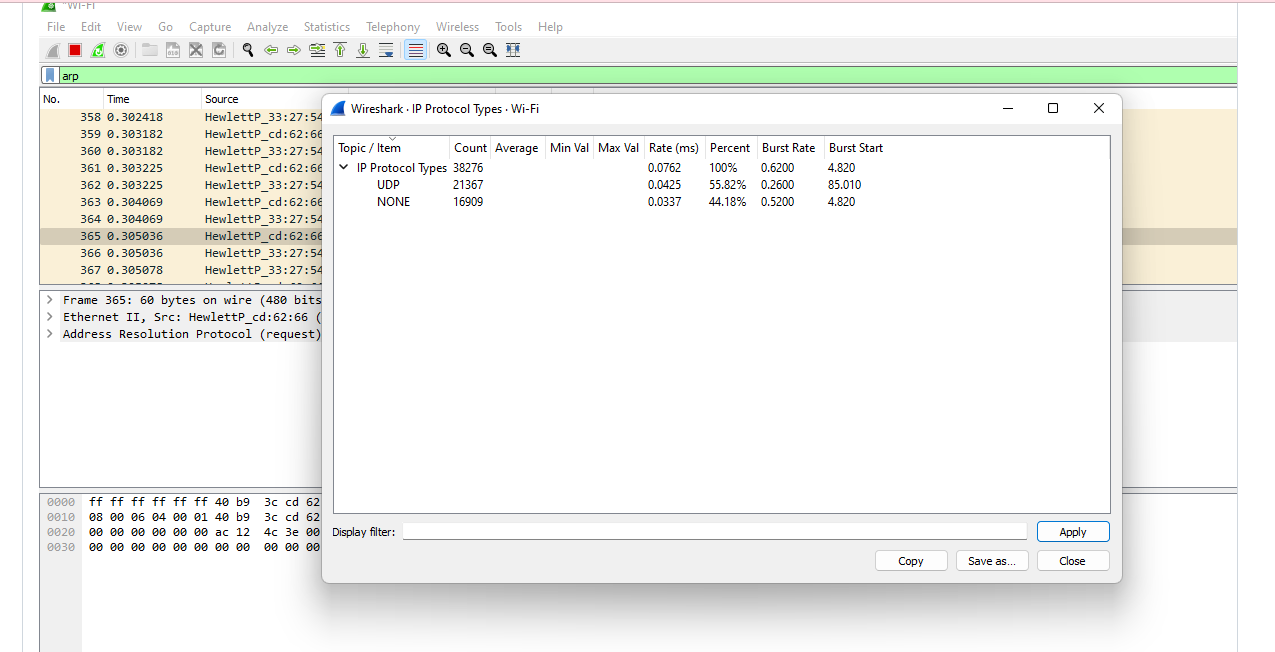 "Wi-Fi
File Edit View Go Capture Analyze Statistics Telephony Wireless Tools Help
arp
No. Time Source
358 0.302418 HewlettP_33:27:54
359 0.303182 HewlettP_cd:62:66
360 0.303182 HewlettP_33:27:54
361 0.303225 HewlettP_cd:62:66
362 0.303225 HewlettP_33:27:54
363 0.304069 HewlettP_cd:62:66
364 0.304069 HewlettP_33:27:54
365 0.305036 HewlettP_cd:62:66
366 0.305036 HewlettP_33:27:54
367 0.305078 HewlettP_33:27:54
Frame 365: 60 bytes on wire (480 bits
Ethernet II, Src: HewlettP_cd:62:66 (
Address Resolution Protocol (request)
0000 ff ff ff ff ff ff 40 b9 3c cd 62
0010 08 00 06 04 00 01 40 b9 3c cd 62
0020 00 00 00 00 00 00 ac 12 4c 3e 00
0030 00 00 00 00 00 00 00 00 00 00 00
Wireshark · IP Protocol Types · Wi-Fi
Topic / Item Count Average Min Val Max Val Rate (ms) Percent Burst Rate Burst Start
IP Protocol Types 38276 0.0762 100% 0.6200 4.820
UDP 21367 0.0425 55.82% 0.2600 85.010
NONE 16909 0.0337 44.18% 0.5200 4.820
Display filter: Apply
Copy Save as... Close